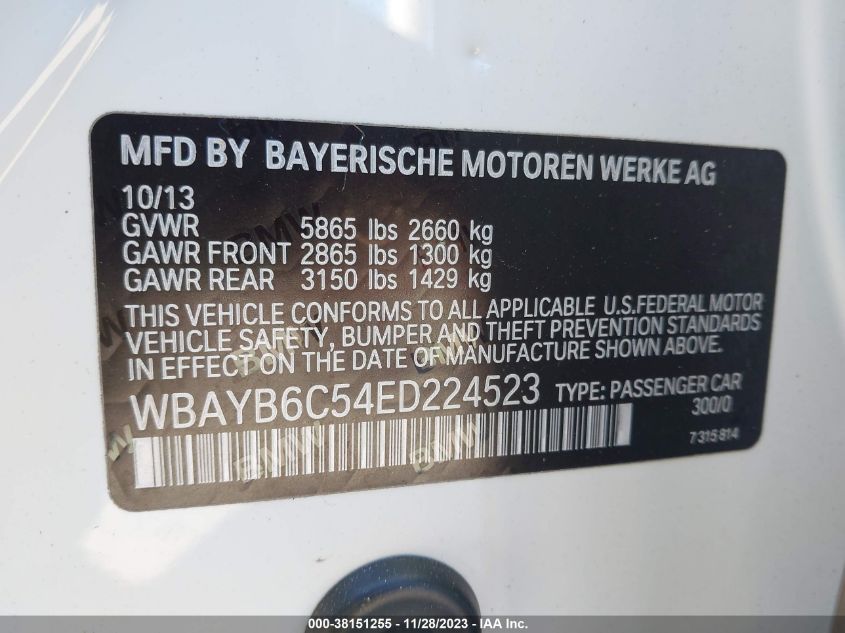 MFD BY BAYERISCHE MOTOREN WERKE AG
10/13
GVWR 5865 lbs 2660 kg
GAWR FRONT 2865 lbs 1300 kg
GAWR REAR 3150 lbs 1429 kg
THIS VEHICLE CONFORMS TO ALL APPLICABLE U.S.FEDERAL MOTOR
VEHICLE SAFETY, BUMPER AND THEFT PREVENTION STANDARDS
IN EFFECT ON THE DATE OF MANUFACTURE SHOWN ABOVE.
WBAYB6C54ED224523 TYPE: PASSENGER CAR
300/0
7315814
000-38151255 - 11/28/2023 - IAA Inc.